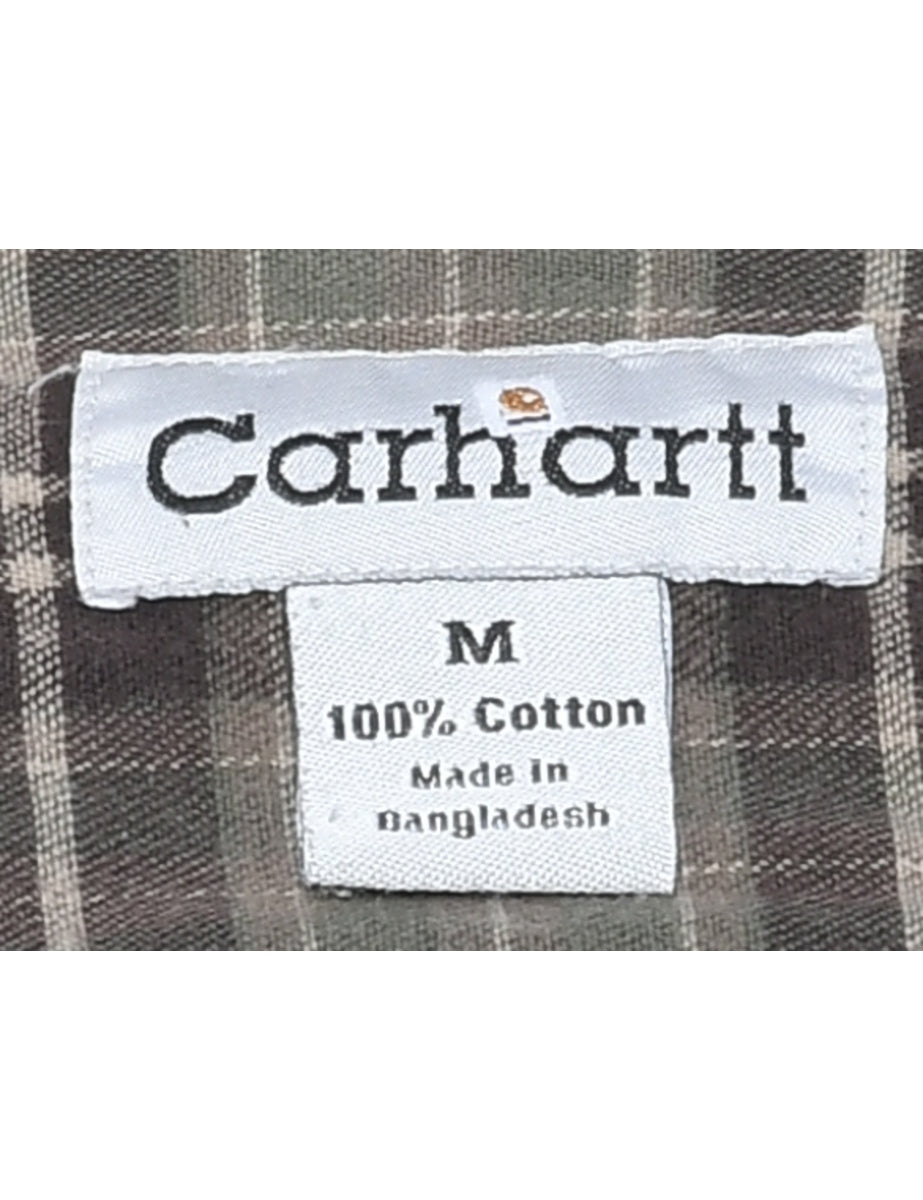 Carhartt
M
100% Cotton
Made in
Bangladesh